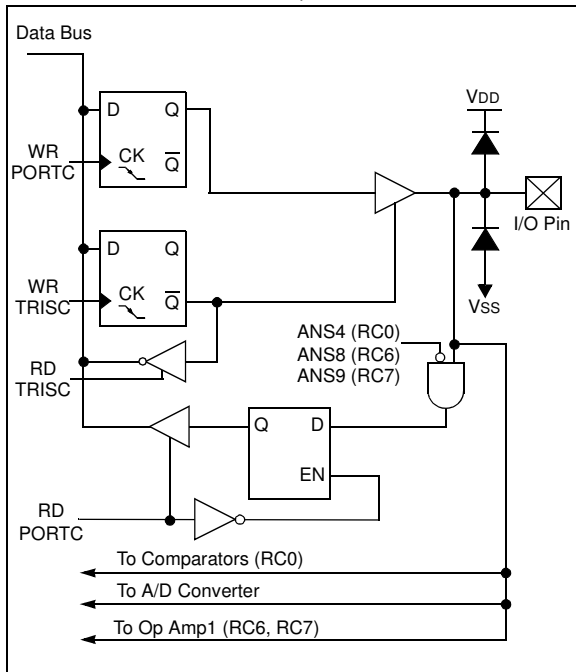 Data Bus
D Q
WR
PORTC
CK
Q
VDD
I/O Pin
D Q
WR
TRISC
CK
Q
VSS
ANS4 (RC0)
ANS8 (RC6)
ANS9 (RC7)
RD
TRISC
Q D
EN
RD
PORTC
To Comparators (RC0)
To A/D Converter
To Op Amp1 (RC6, RC7)